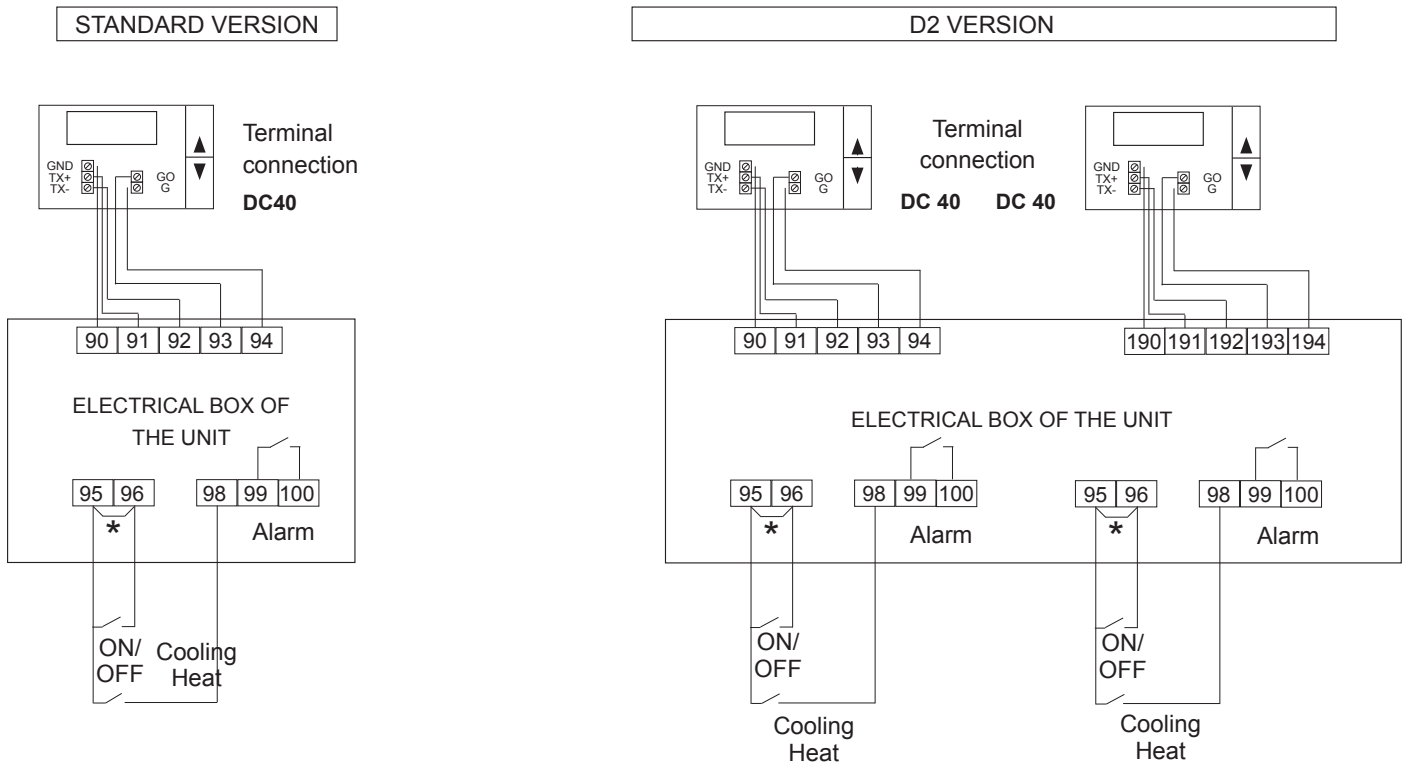 STANDARD VERSION
GND
TX+
TX-
GO
G
Terminal
connection
DC40
90 91 92 93 94
ELECTRICAL BOX OF
THE UNIT
95 96
98 99 100
*
Alarm
ON/
OFF
Cooling
Heat
D2 VERSION
GND
TX+
TX-
GO
G
Terminal
connection
DC 40 DC 40
GND
TX+
TX-
GO
G
90 91 92 93 94
190 191 192 193 194
ELECTRICAL BOX OF THE UNIT
95 96
98 99 100
*
Alarm
95 96
98 99 100
*
Alarm
ON/
OFF
Cooling
Heat
ON/
OFF
Cooling
Heat